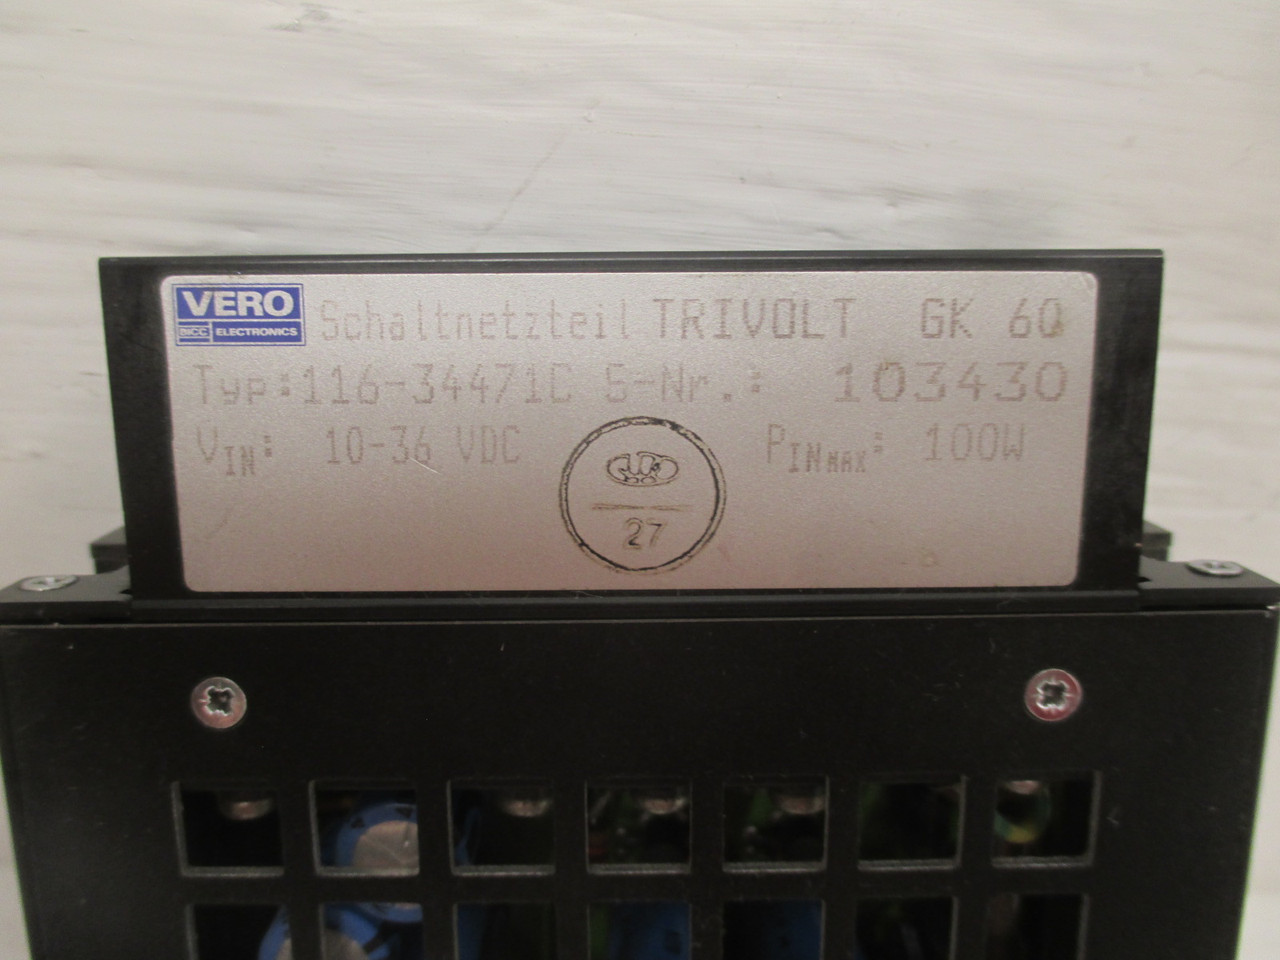 VERO
BICC ELECTRONICS
Schaltnetzteil TRIVOLT GK 60
Typ: 116-34471C S-Nr.: 103430
VIN: 10-36 VDC PINMAX: 100W
27